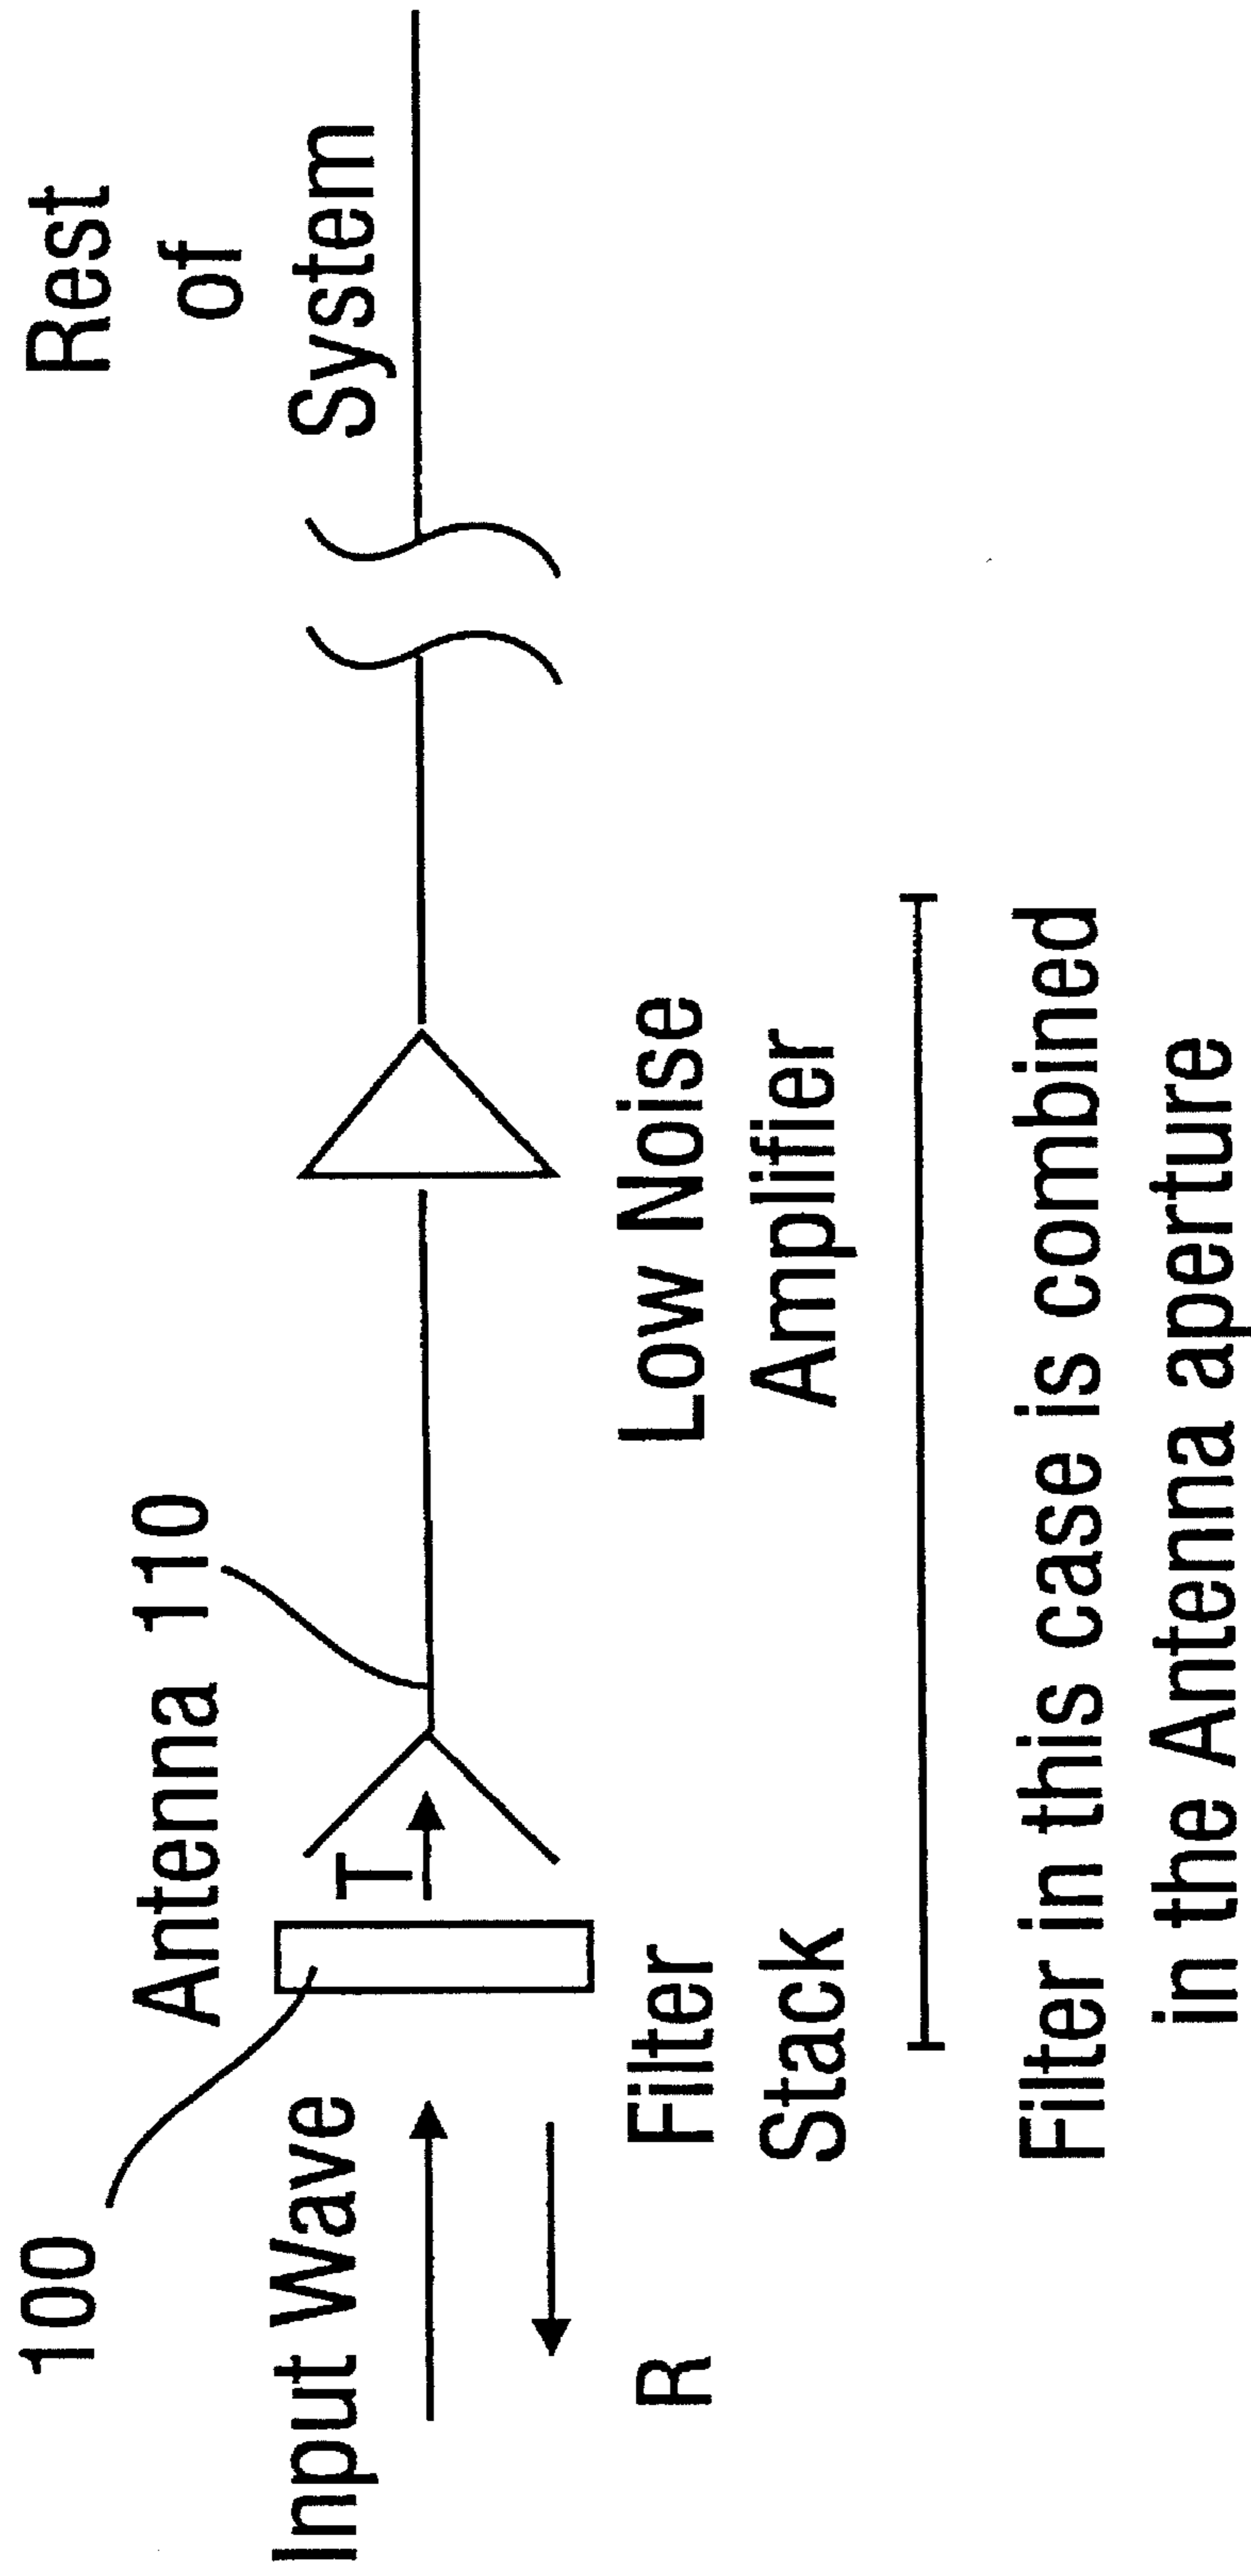 100
Antenna 110
Rest
of
System
Input Wave
T
R
Filter
Stack
Low Noise
Amplifier
Filter in this case is combined
in the Antenna aperture